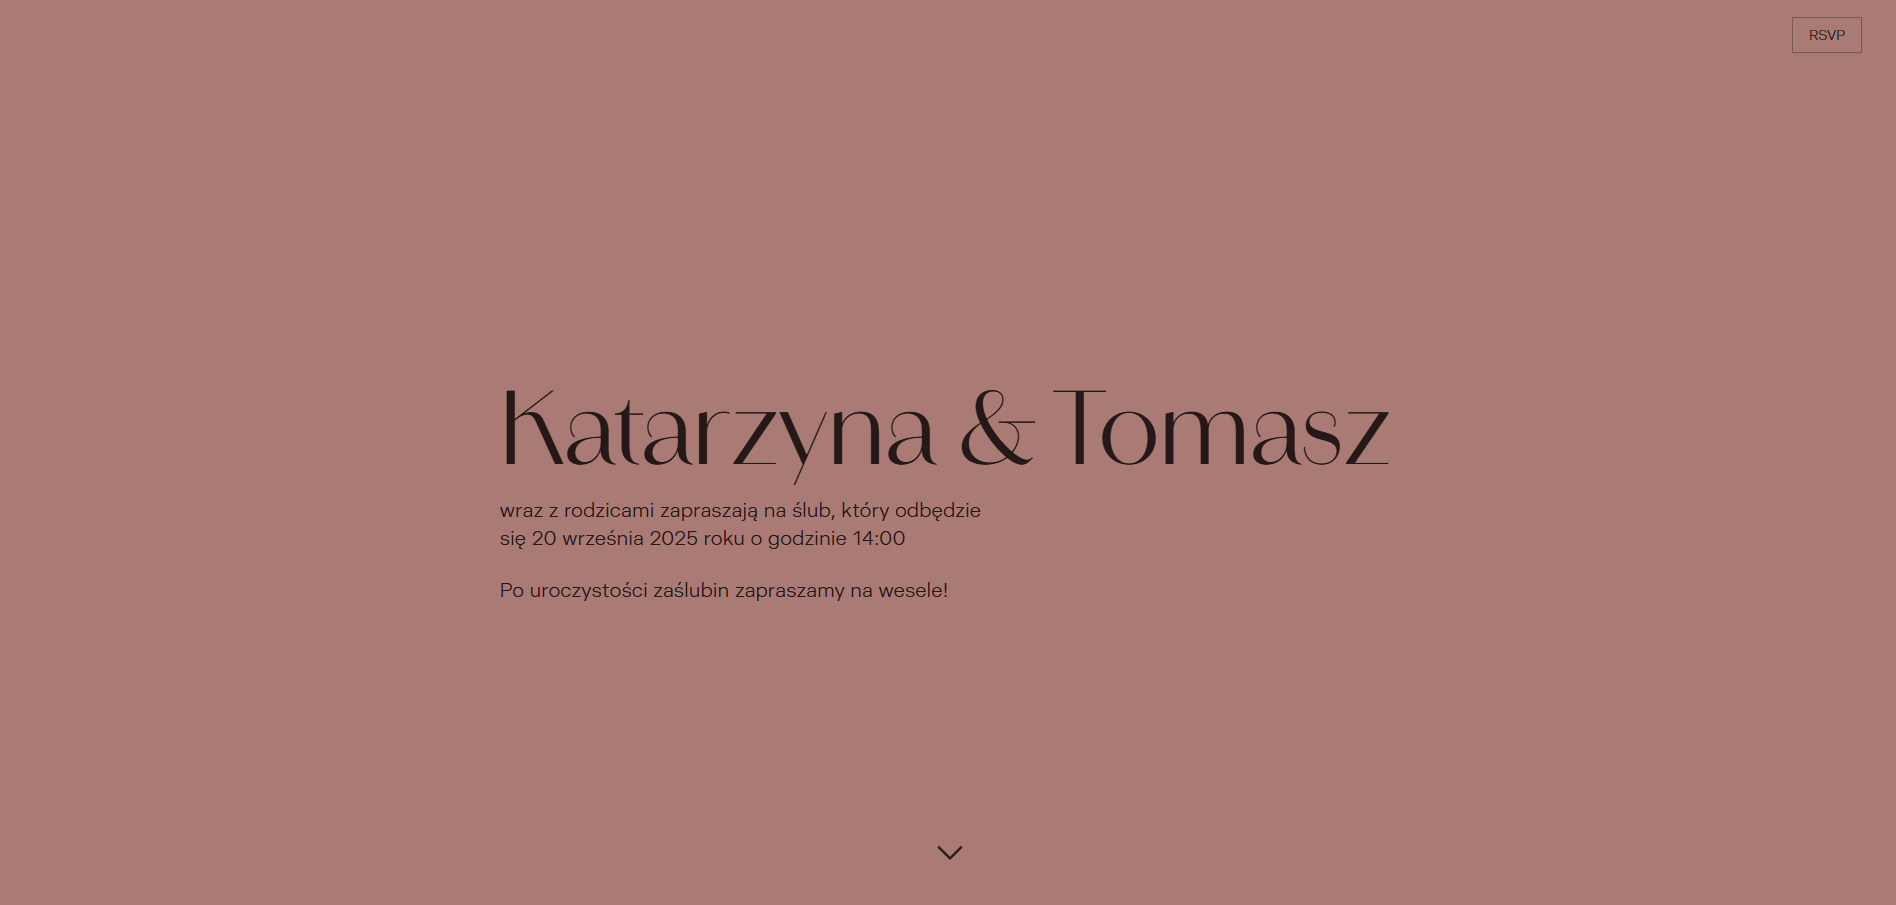 RSVP
Katarzyna & Tomasz
wraz z rodzicami zapraszają na ślub, który odbędzie
się 20 września 2025 roku o godzinie 14:00
Po uroczystości zaślubin zapraszamy na wesele!